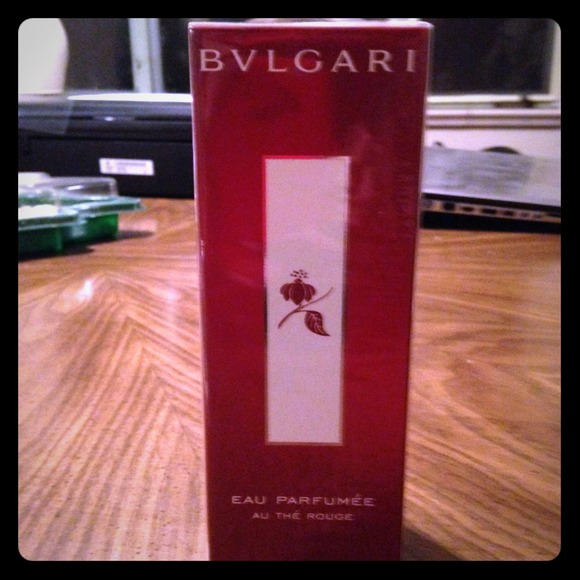 BVLGARI
EAU PARFUMÉE
AU THÉ ROUGE